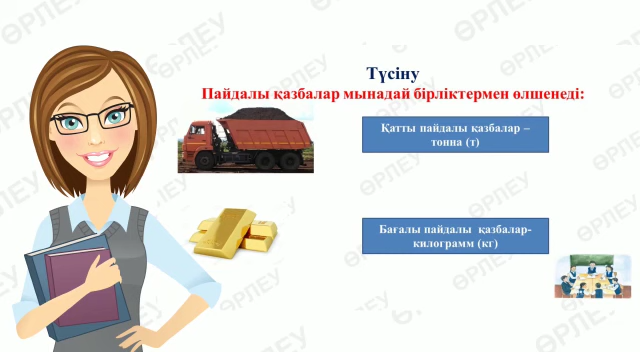 Түсіну
Пайдалы қазбалар мынадай бірліктермен өлшенеді:
Қатты пайдалы қазбалар –
тонна (т)
Бағалы пайдалы қазбалар-
килограмм (кг)
ӨРЛЕУ